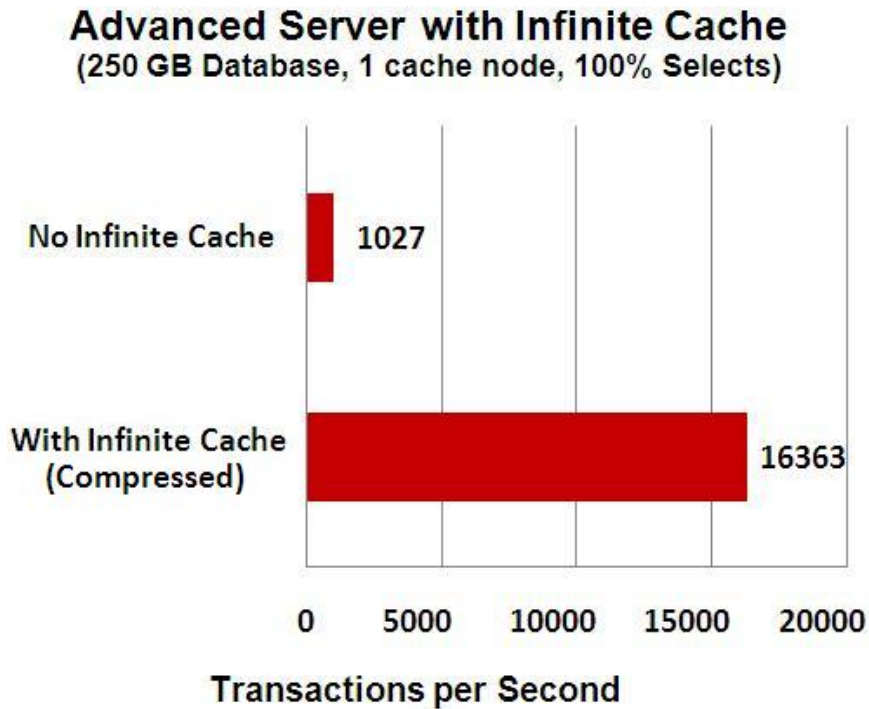 Advanced Server with Infinite Cache
(250 GB Database, 1 cache node, 100% Selects)
No Infinite Cache
1027
With Infinite Cache
(Compressed)
16363
0 5000 10000 15000 20000
Transactions per Second